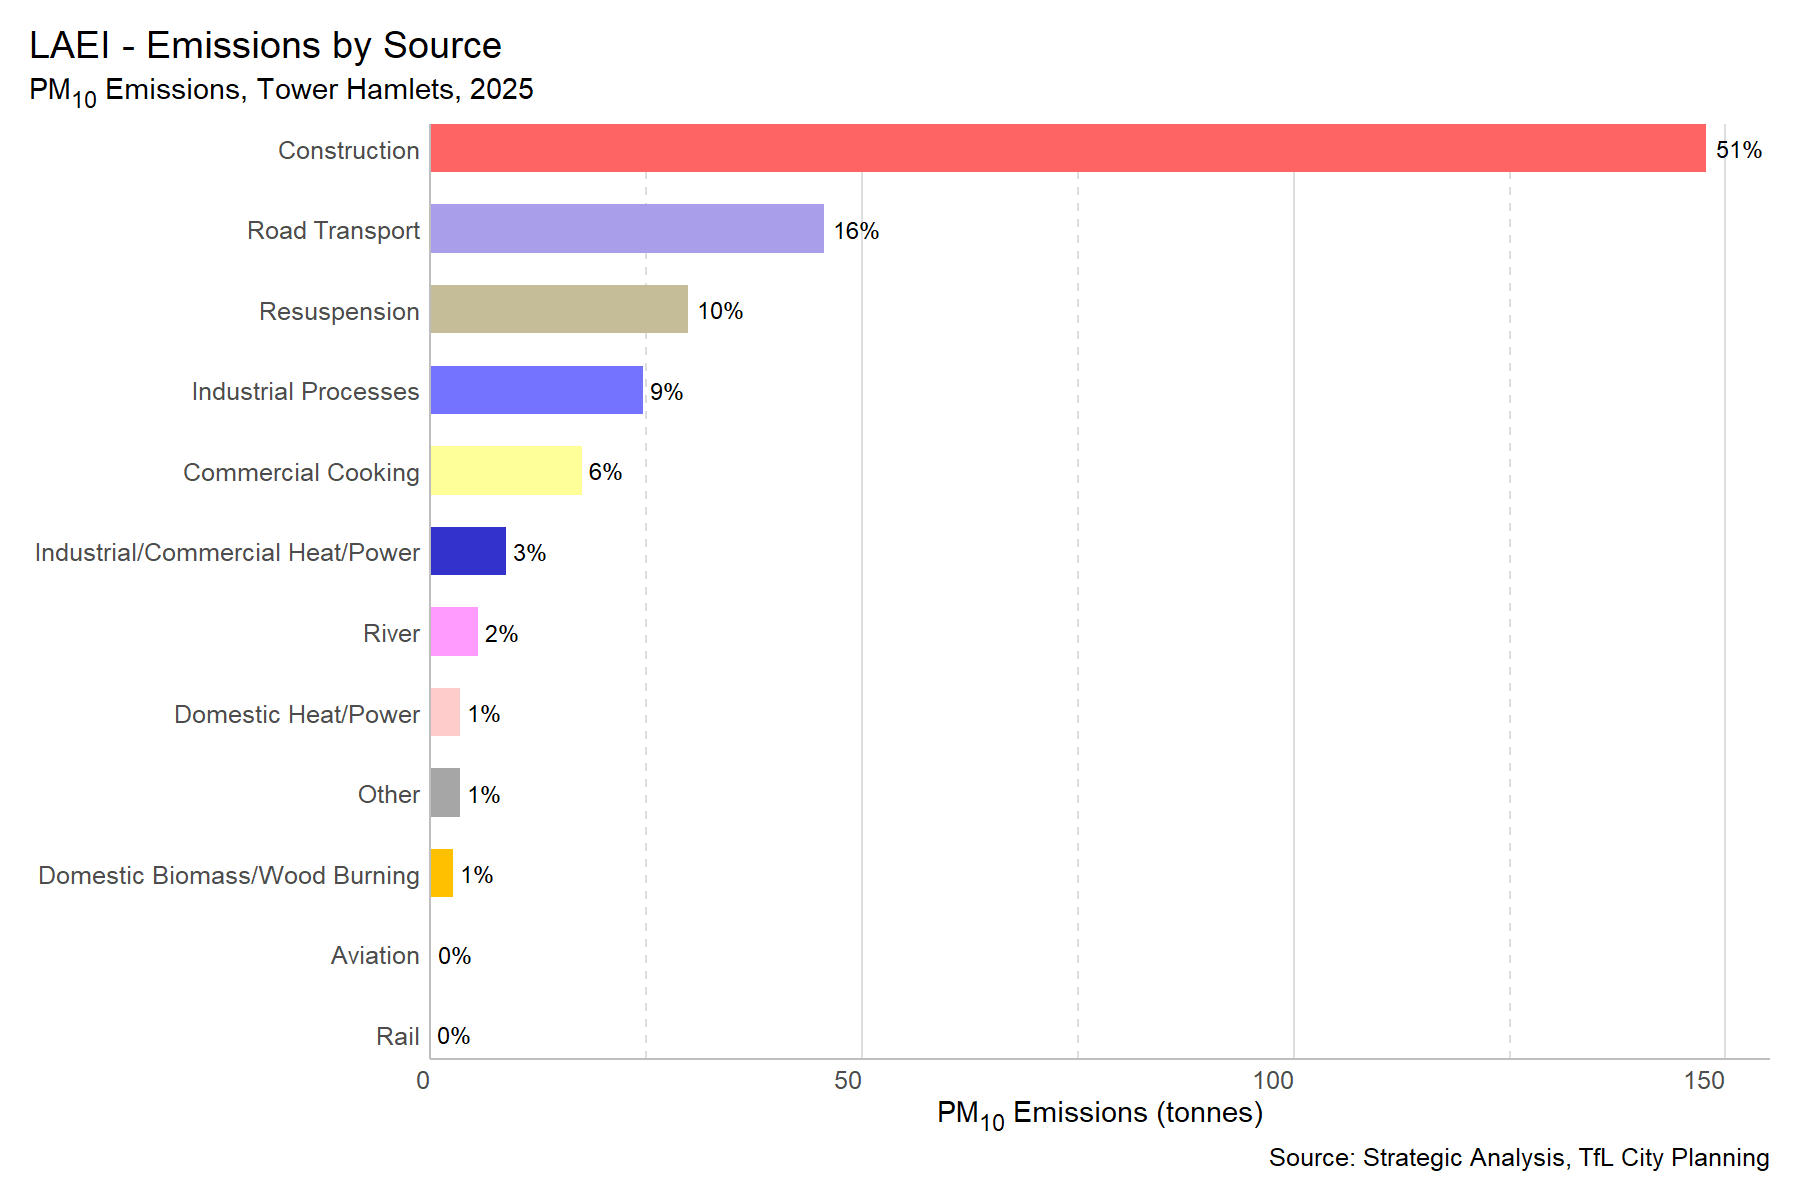 LAEI - Emissions by Source
PM10 Emissions, Tower Hamlets, 2025
Construction 51%
Road Transport 16%
Resuspension 10%
Industrial Processes 9%
Commercial Cooking 6%
Industrial/Commercial Heat/Power 3%
River 2%
Domestic Heat/Power 1%
Other 1%
Domestic Biomass/Wood Burning 1%
Aviation 0%
Rail 0%
0 50 100 150
PM10 Emissions (tonnes)
Source: Strategic Analysis, TfL City Planning